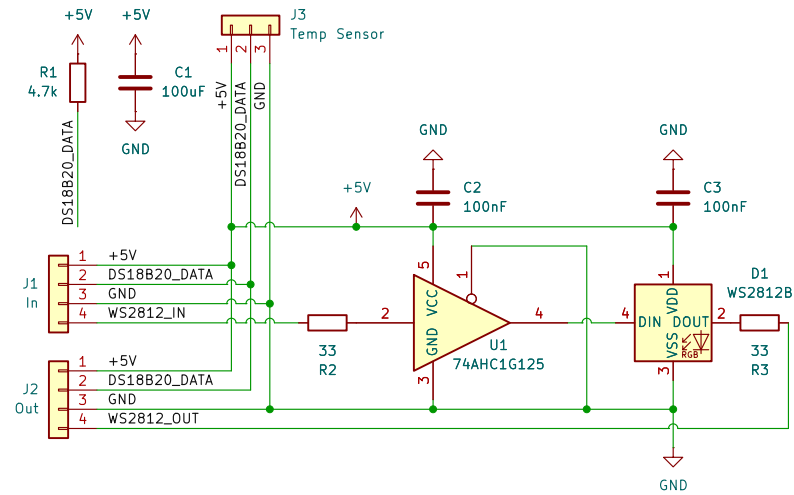 +5V
+5V
J3
Temp Sensor
1
2
3
R1
4.7k
C1
100uF
GND
+5V
DS18B20_DATA
GND
DS18B20_DATA
GND
GND
+5V
C2
100nF
C3
100nF
J1
In
1
+5V
2
DS18B20_DATA
3
GND
4
WS2812_IN
5
1
VCC
GND
2
4
3
U1
74AHC1G125
33
R2
D1
WS2812B
1
VDD
4
DIN
DOUT
2
VSS
RGB
3
33
R3
J2
Out
1
+5V
2
DS18B20_DATA
3
GND
4
WS2812_OUT
GND